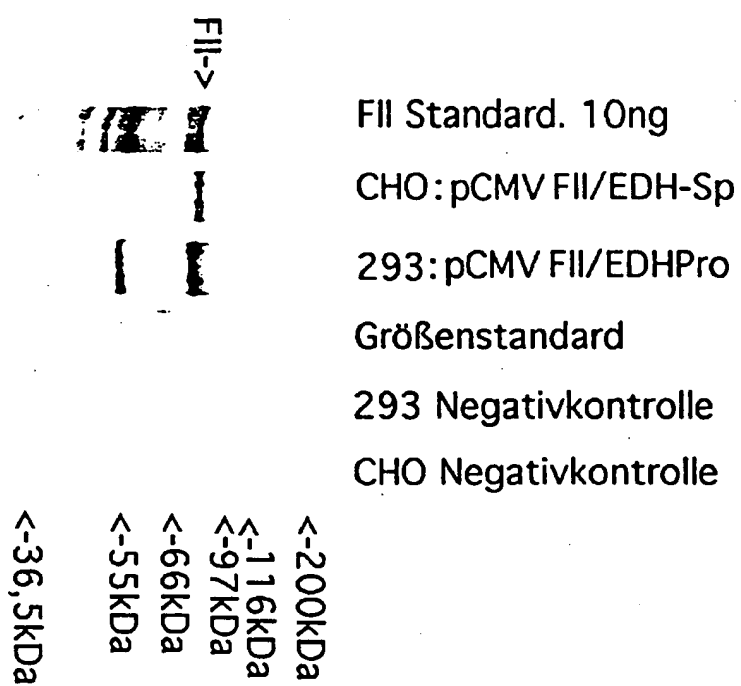 FII->
FII Standard. 10ng
CHO:pCMV FII/EDH-Sp
293:pCMV FII/EDHPro
Größenstandard
293 Negativkontrolle
CHO Negativkontrolle
<-36,5kDa
<-55kDa
<-66kDa
<-97kDa
<-116kDa
<-200kDa